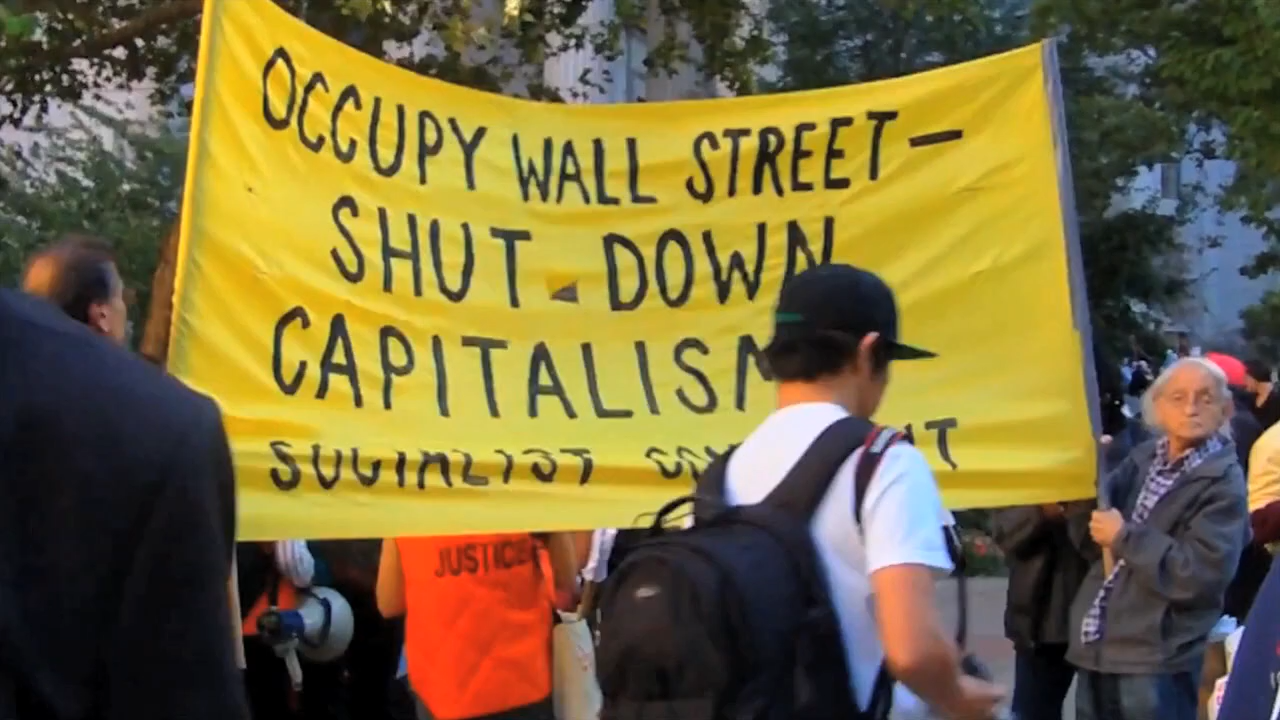 OCCUPY WALL STREET—
SHUT DOWN
CAPITALISM
SOCIALIST
JUSTICE